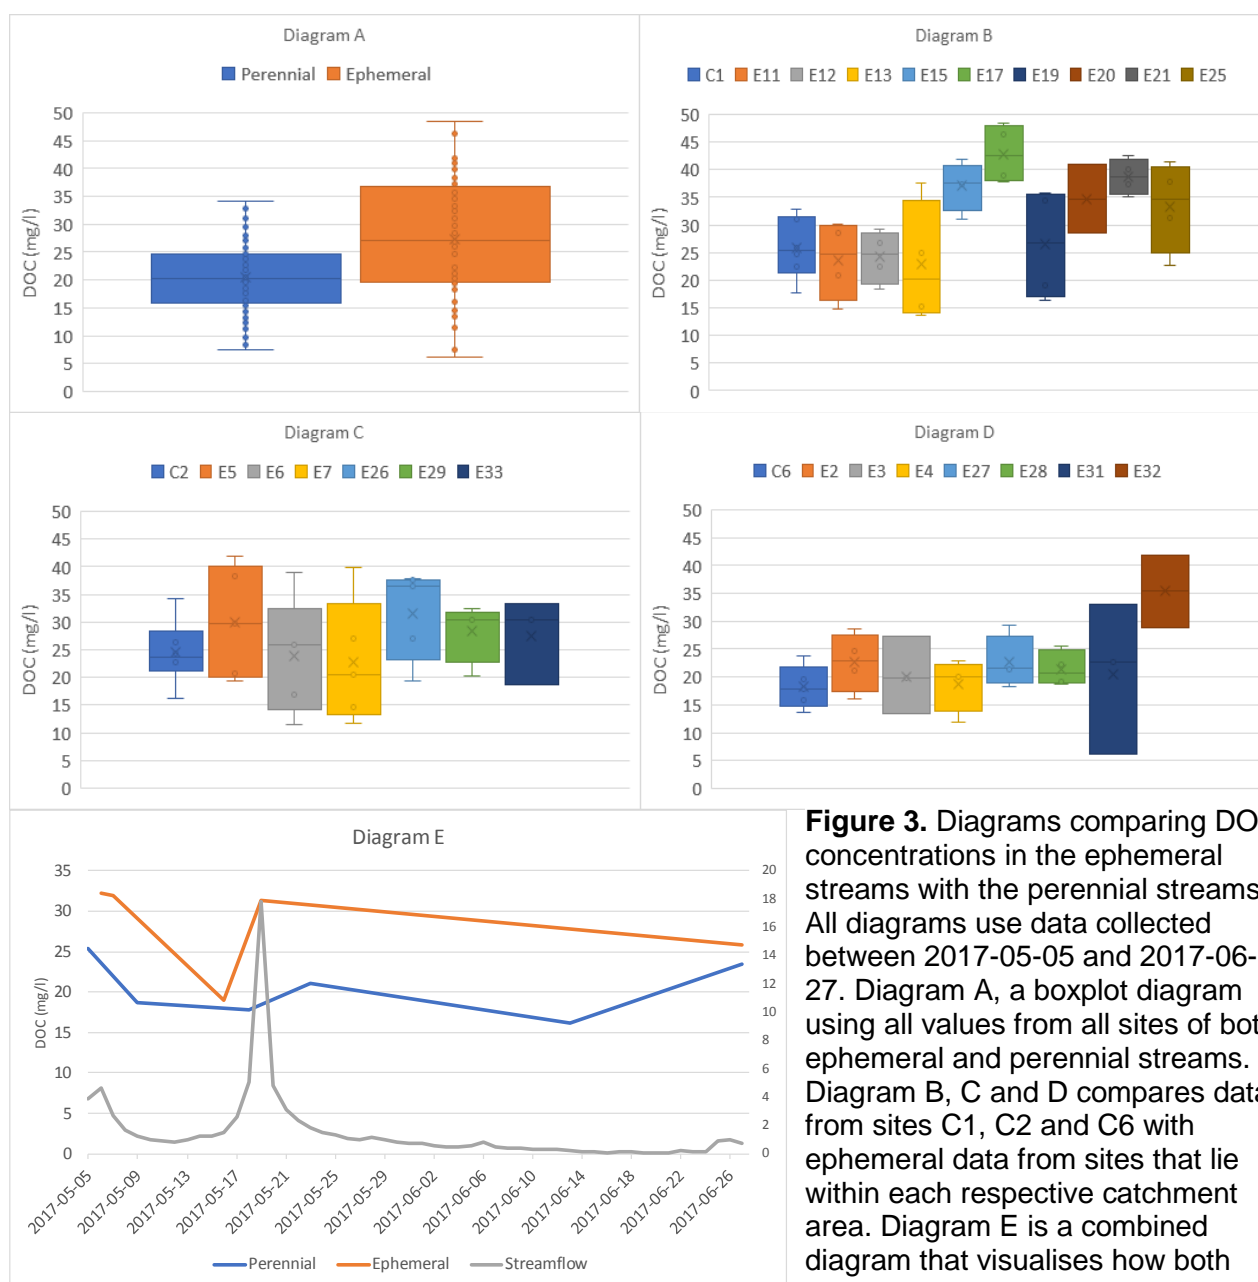 Diagram A
Perennial Ephemeral
50
45
40
35
30
25
20
15
10
5
0
DOC (mg/l)
Diagram B
C1 E11 E12 E13 E15 E17 E19 E20 E21 E25
50
45
40
35
30
25
20
15
10
5
0
DOC (mg/l)
Diagram C
C2 E5 E6 E7 E26 E29 E33
50
45
40
35
30
25
20
15
10
5
0
DOC (mg/l)
Diagram D
C6 E2 E3 E4 E27 E28 E31 E32
50
45
40
35
30
25
20
15
10
5
0
DOC (mg/l)
Diagram E
35
30
25
20
15
10
5
0
DOC (mg/l)
20
18
16
14
12
10
8
6
4
2
0
2017-05-05
2017-05-09
2017-05-13
2017-05-17
2017-05-21
2017-05-25
2017-05-29
2017-06-02
2017-06-06
2017-06-10
2017-06-14
2017-06-18
2017-06-22
2017-06-26
Perennial Ephemeral Streamflow
Figure 3. Diagrams comparing DO
concentrations in the ephemeral
streams with the perennial streams
All diagrams use data collected
between 2017-05-05 and 2017-06-
27. Diagram A, a boxplot diagram
using all values from all sites of bot
ephemeral and perennial streams.
Diagram B, C and D compares data
from sites C1, C2 and C6 with
ephemeral data from sites that lie
within each respective catchment
area. Diagram E is a combined
diagram that visualises how both